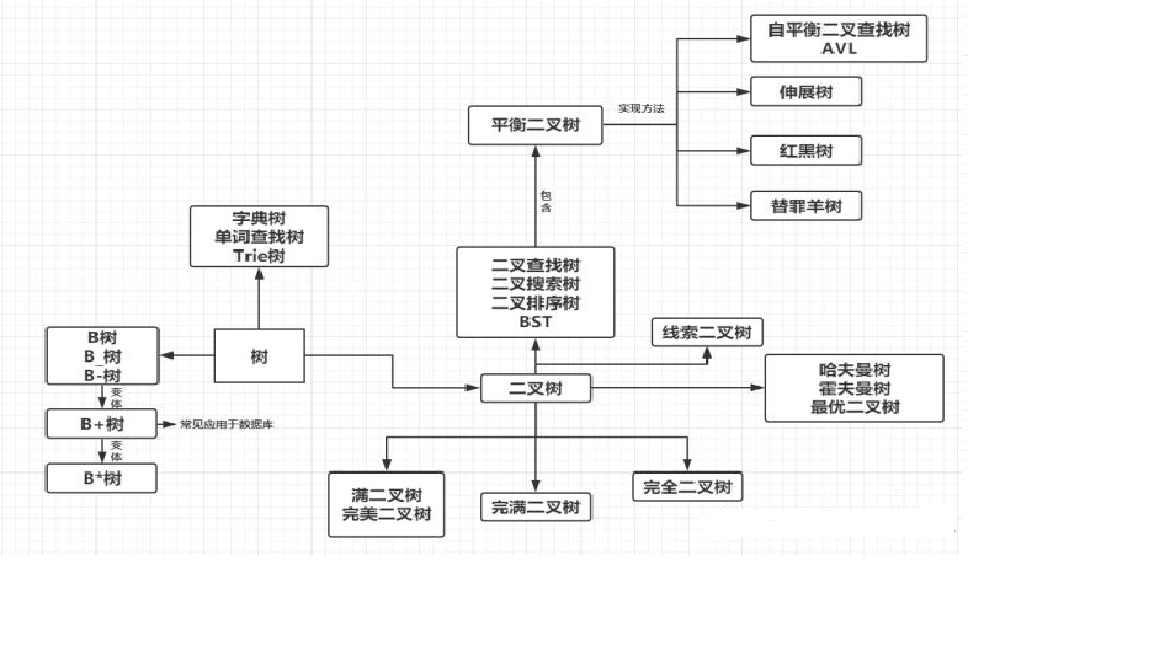 自平衡二叉查找树
AVL
伸展树
实现方法
平衡二叉树
红黑树
包
含
替罪羊树
字典树
单词查找树
Trie树
二叉查找树
二叉搜索树
二叉排序树
BST
线索二叉树
B树
B_树
B-树
树
二叉树
哈夫曼树
霍夫曼树
最优二叉树
变
体
B+树
常见应用于数据库
变
体
B*树
满二叉树
完美二叉树
完满二叉树
完全二叉树